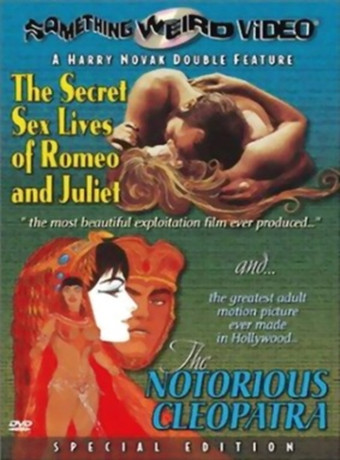 SOMETHING WEIRD VIDEO
A HARRY NOVAK DOUBLE FEATURE
The Secret
Sex Lives
of Romeo
and Juliet
" the most beautiful exploitation film ever produced..."
and...
the greatest adult
motion picture
ever made
in Hollywood...
The
NOTORIOUS
CLEOPATRA
DVD
SPECIAL EDITION